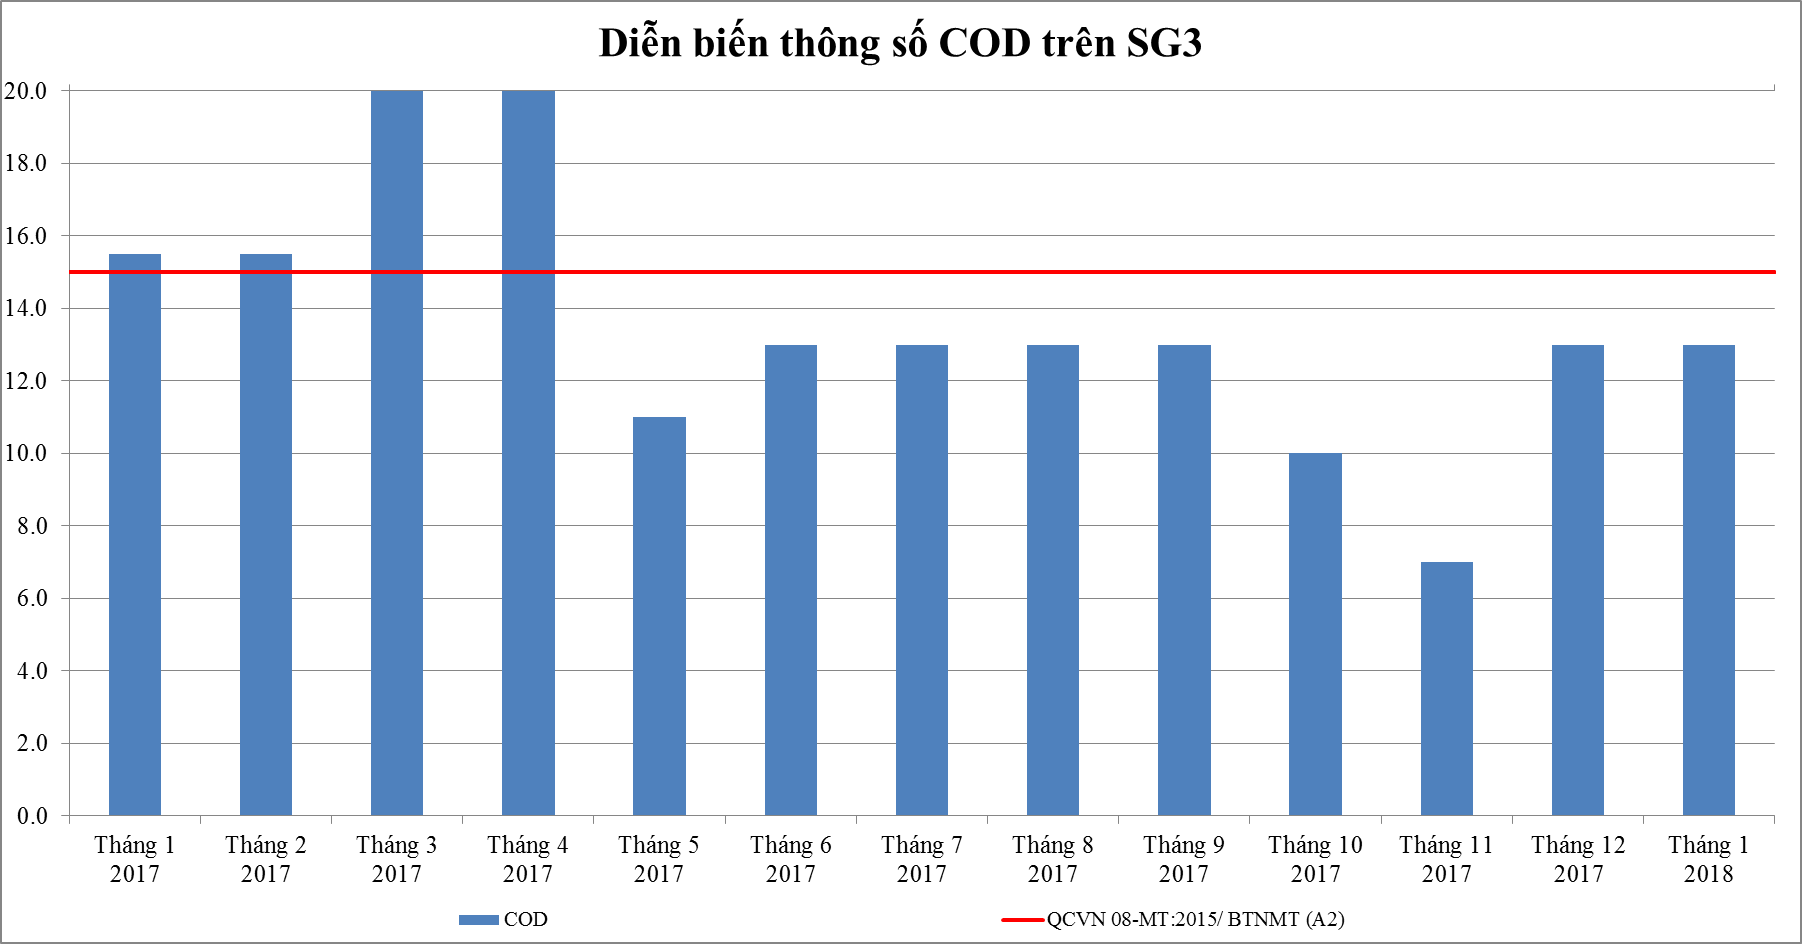 Diễn biến thông số COD trên SG3
20.0
18.0
16.0
14.0
12.0
10.0
8.0
6.0
4.0
2.0
0.0
Tháng 1 Tháng 2 Tháng 3 Tháng 4 Tháng 5 Tháng 6 Tháng 7 Tháng 8 Tháng 9 Tháng 10 Tháng 11 Tháng 12 Tháng 1
2017 2017 2017 2017 2017 2017 2017 2017 2017 2017 2017 2017 2018
COD QCVN 08-MT:2015/ BTNMT (A2)